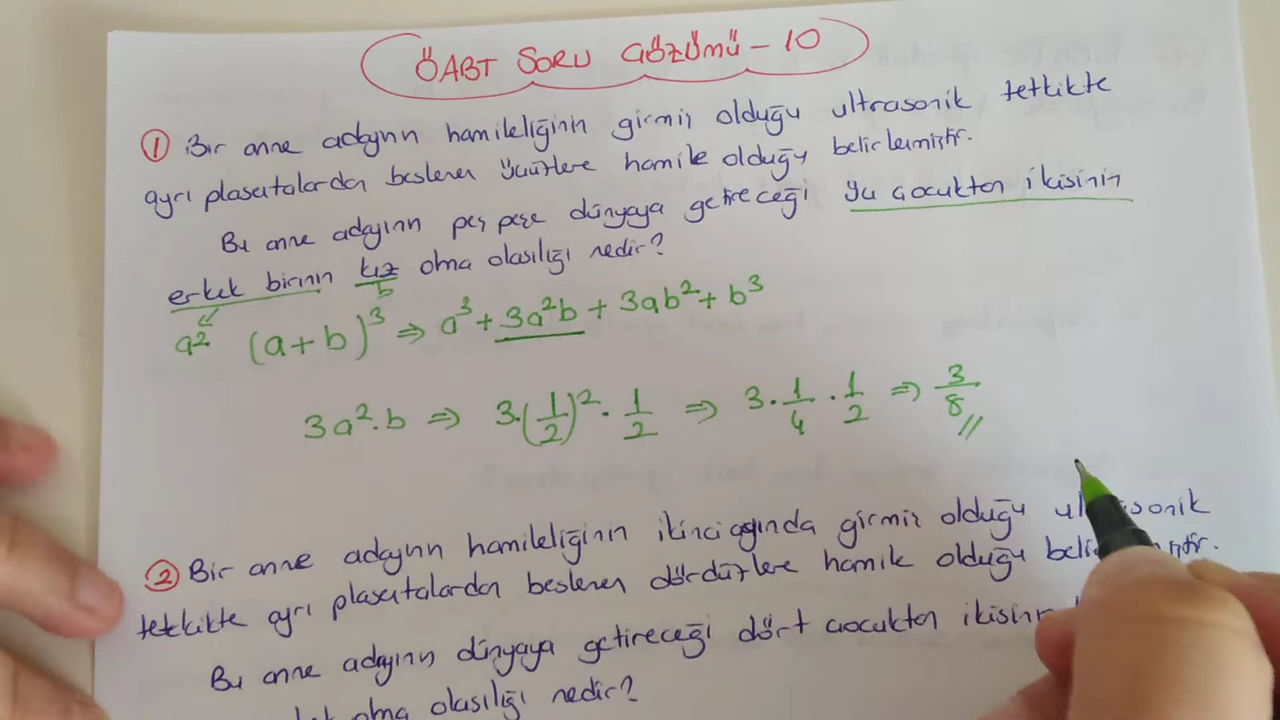 ÖABT SORU ÇÖZÜMÜ - 10
① Bir anne adayının hamileliğinin girmiş olduğu ultrasonik tetkikte
ayrı plasentalardan beslenen üçüzlere hamile olduğu belirlenmiştir.
Bu anne adayının peş peşe dünyaya getireceği üç çocuktan ikisinin
erkek birinin kız olma olasılığı nedir?
b
a² (a+b)³ ⇒ a³ + 3a²b + 3ab² + b³
3a².b ⇒ 3.(1/2)². 1/2 ⇒ 3. 1/4 . 1/2 ⇒ 3/8 //
② Bir anne adayının hamileliğinin ikinci ayında girmiş olduğu
tetkikte ayrı plasentalardan beslenen dördüzlere hamile olduğu
Bu anne adayının dünyaya getireceği dört çocuktan
olma olasılığı nedir?